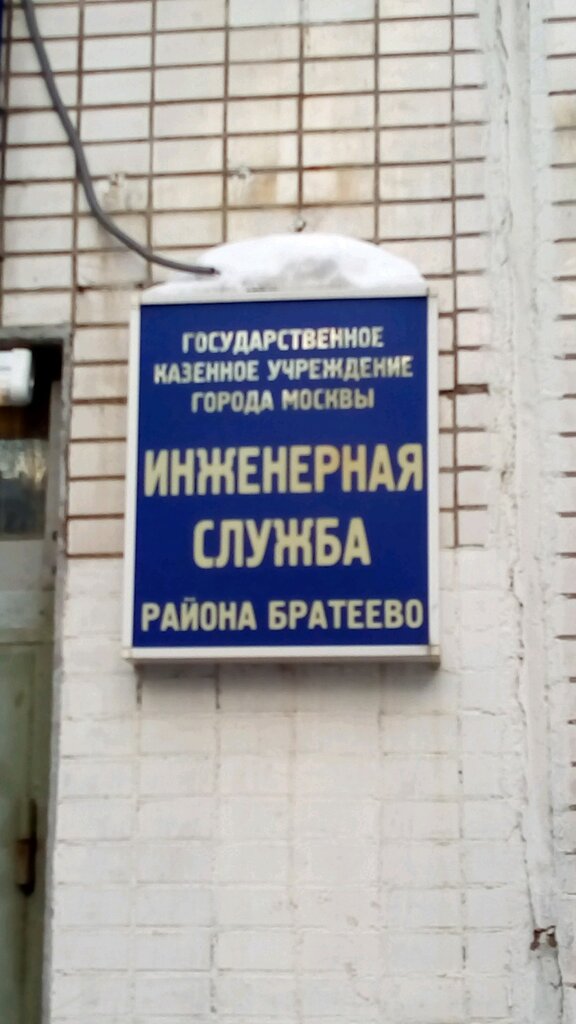 ГОСУДАРСТВЕННОЕ
КАЗЕННОЕ УЧРЕЖДЕНИЕ
ГОРОДА МОСКВЫ
ИНЖЕНЕРНАЯ
СЛУЖБА
РАЙОНА БРАТЕЕВО